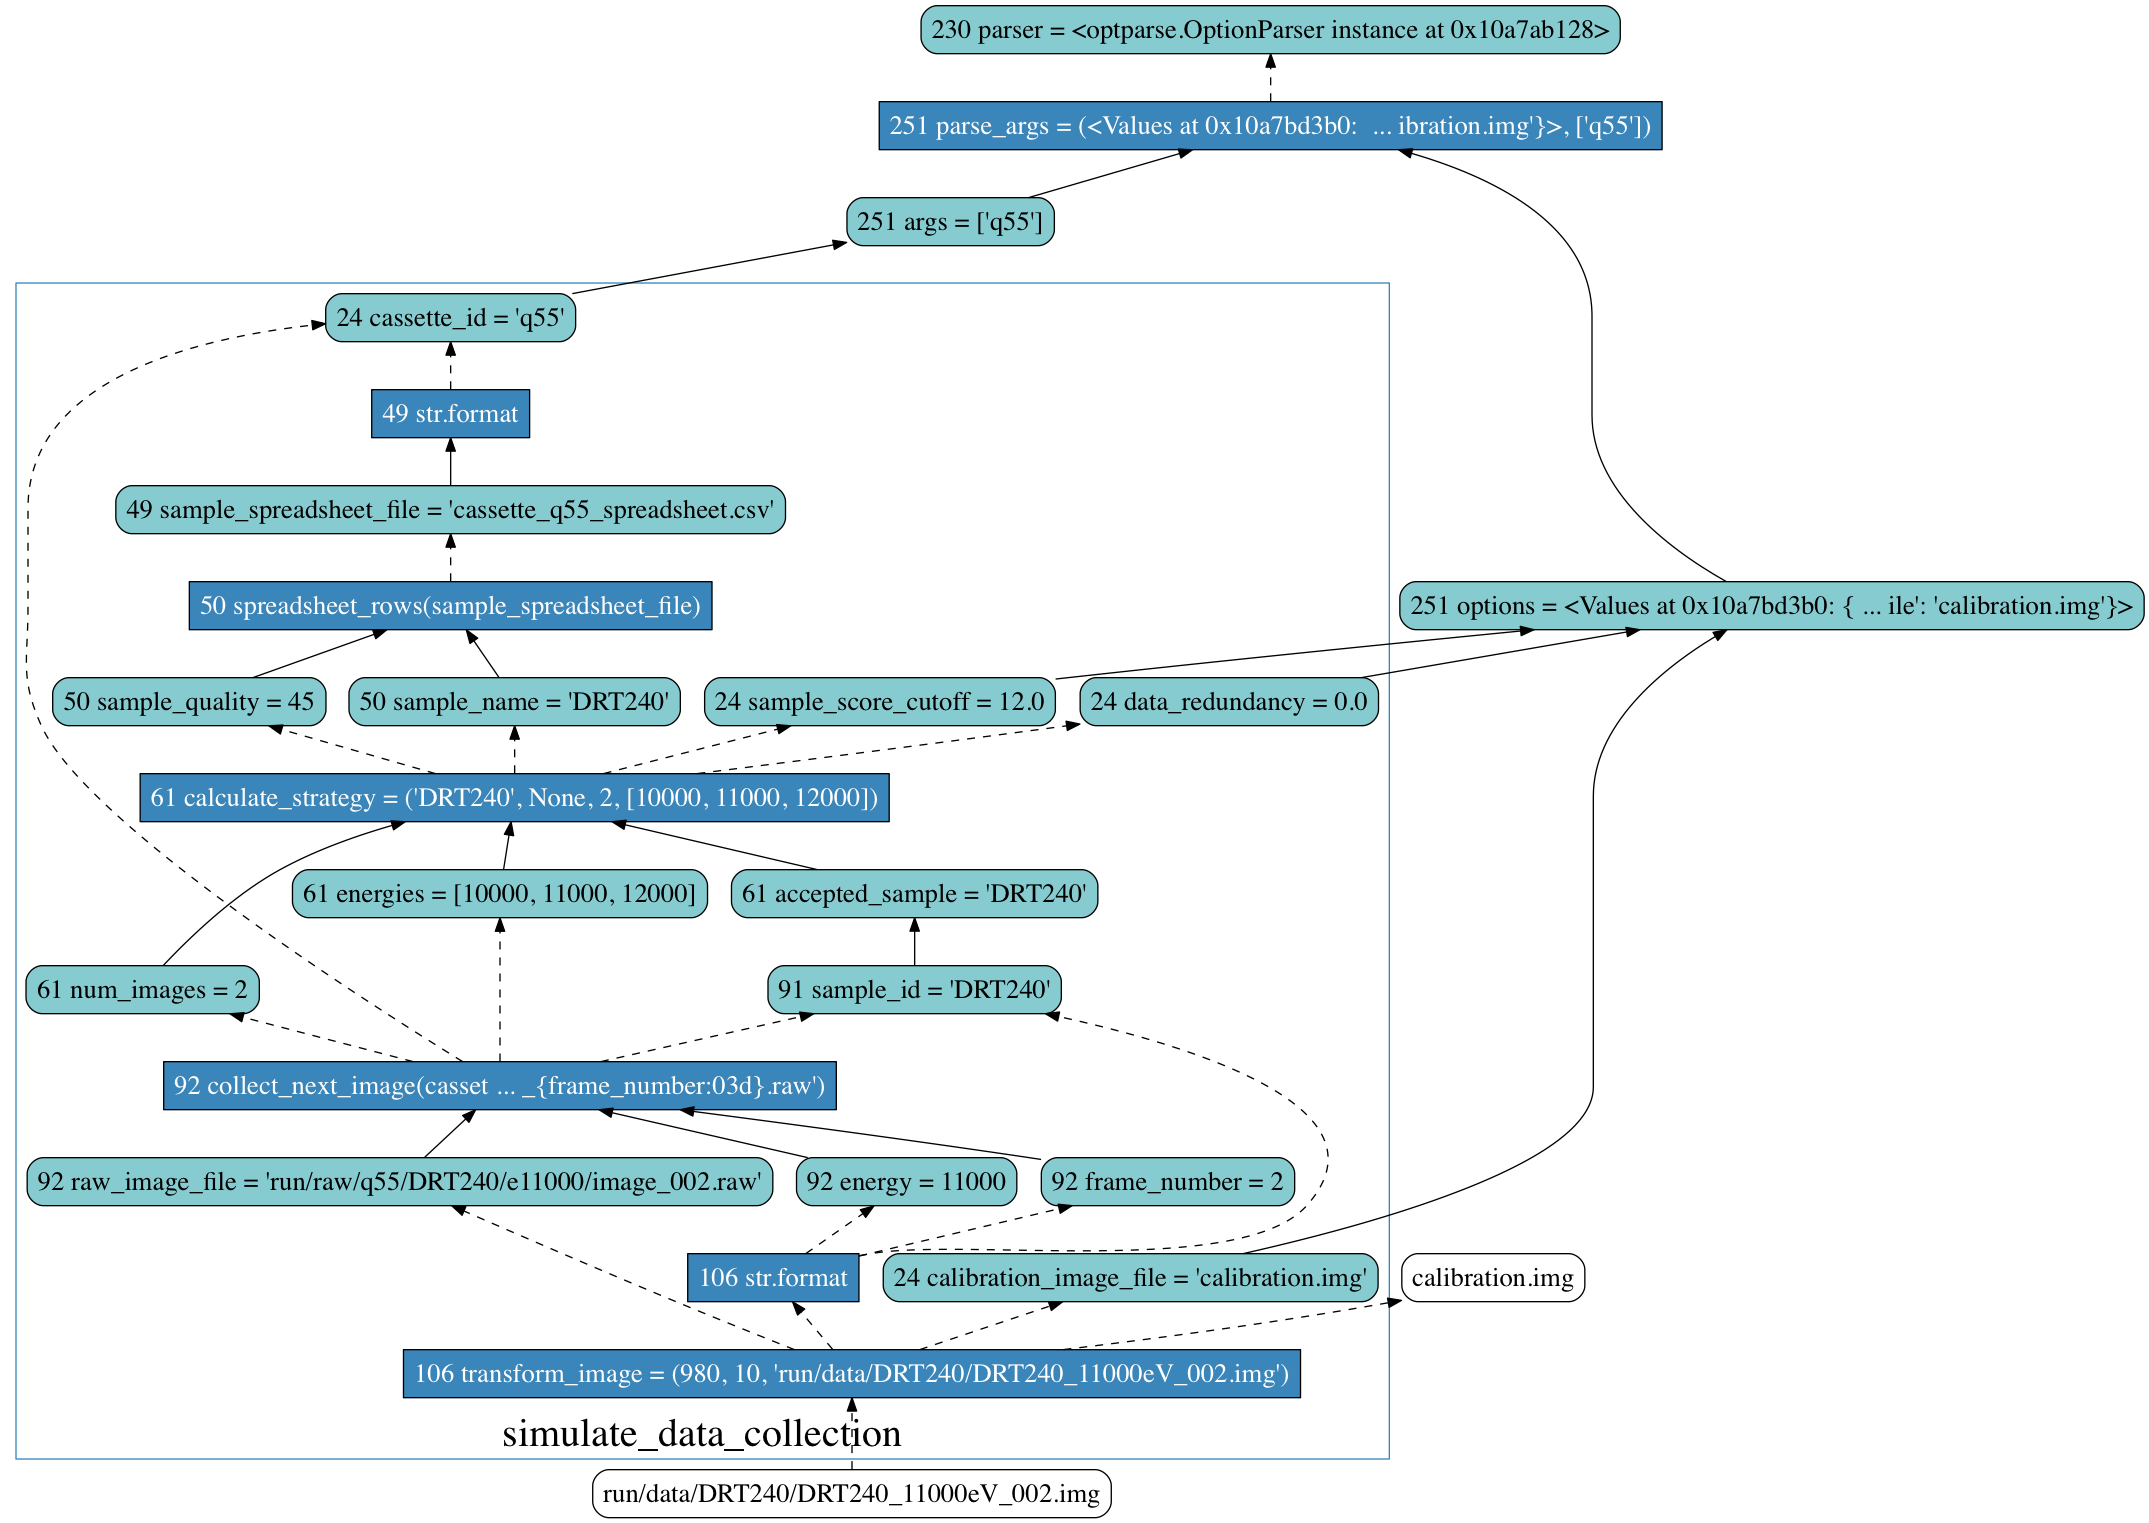 230 parser = <optparse.OptionParser instance at 0x10a7ab128>
251 parse_args = (<Values at 0x10a7bd3b0:  ... ibration.img'}>, ['q55'])
251 args = ['q55']
24 cassette_id = 'q55'
49 str.format
49 sample_spreadsheet_file = 'cassette_q55_spreadsheet.csv'
50 spreadsheet_rows(sample_spreadsheet_file)
251 options = <Values at 0x10a7bd3b0: { ... ile': 'calibration.img'}>
50 sample_quality = 45
50 sample_name = 'DRT240'
24 sample_score_cutoff = 12.0
24 data_redundancy = 0.0
61 calculate_strategy = ('DRT240', None, 2, [10000, 11000, 12000])
61 energies = [10000, 11000, 12000]
61 accepted_sample = 'DRT240'
61 num_images = 2
91 sample_id = 'DRT240'
92 collect_next_image(casset ... _{frame_number:03d}.raw')
92 raw_image_file = 'run/raw/q55/DRT240/e11000/image_002.raw'
92 energy = 11000
92 frame_number = 2
106 str.format
24 calibration_image_file = 'calibration.img'
calibration.img
106 transform_image = (980, 10, 'run/data/DRT240/DRT240_11000eV_002.img')
simulate_data_collection
run/data/DRT240/DRT240_11000eV_002.img